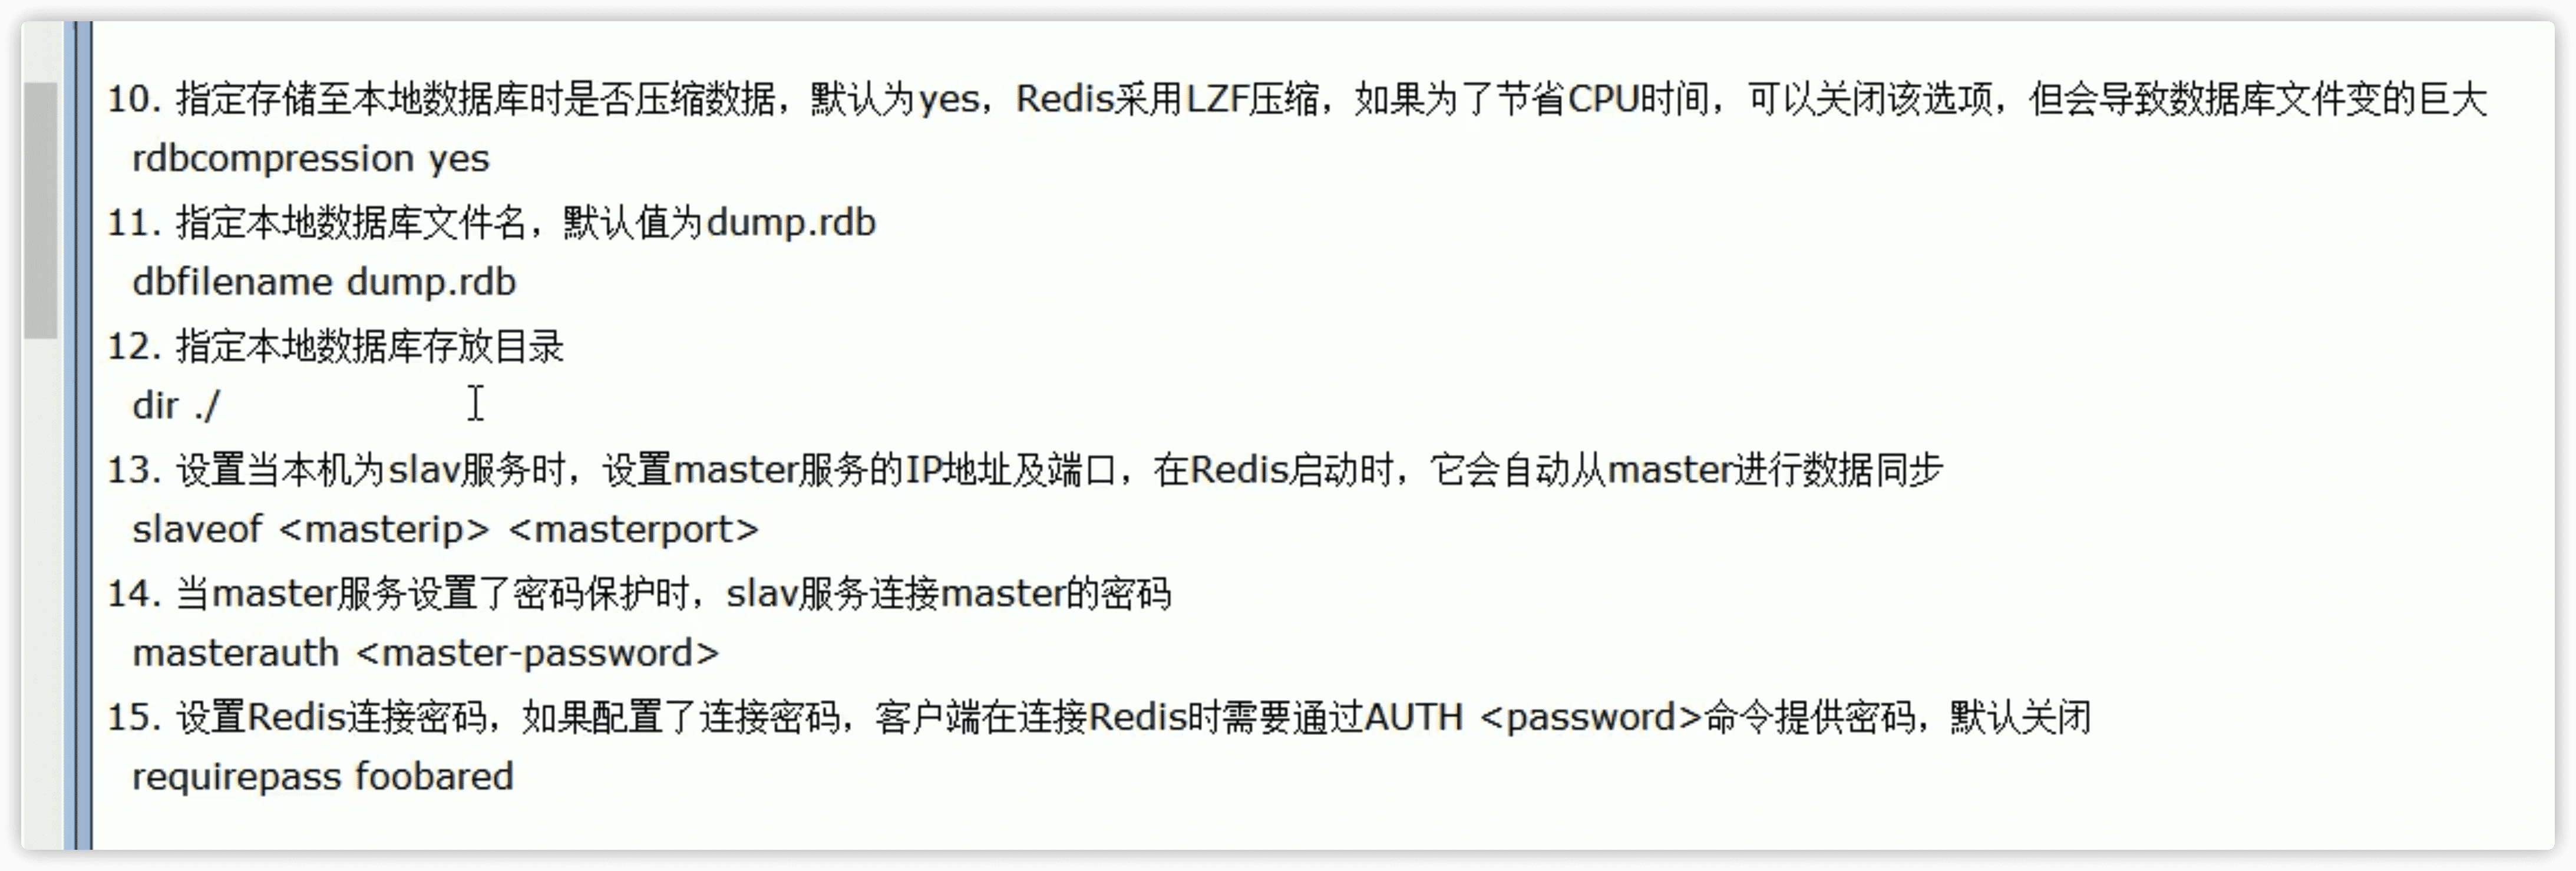 10. 指定存储至本地数据库时是否压缩数据，默认为yes，Redis采用LZF压缩，如果为了节省CPU时间，可以关闭该选项，但会导致数据库文件变的巨大
rdbcompression yes
11. 指定本地数据库文件名，默认值为dump.rdb
dbfilename dump.rdb
12. 指定本地数据库存放目录
dir ./
13. 设置当本机为slav服务时，设置master服务的IP地址及端口，在Redis启动时，它会自动从master进行数据同步
slaveof <masterip> <masterport>
14. 当master服务设置了密码保护时，slav服务连接master的密码
masterauth <master-password>
15. 设置Redis连接密码，如果配置了连接密码，客户端在连接Redis时需要通过AUTH <password>命令提供密码，默认关闭
requirepass foobared